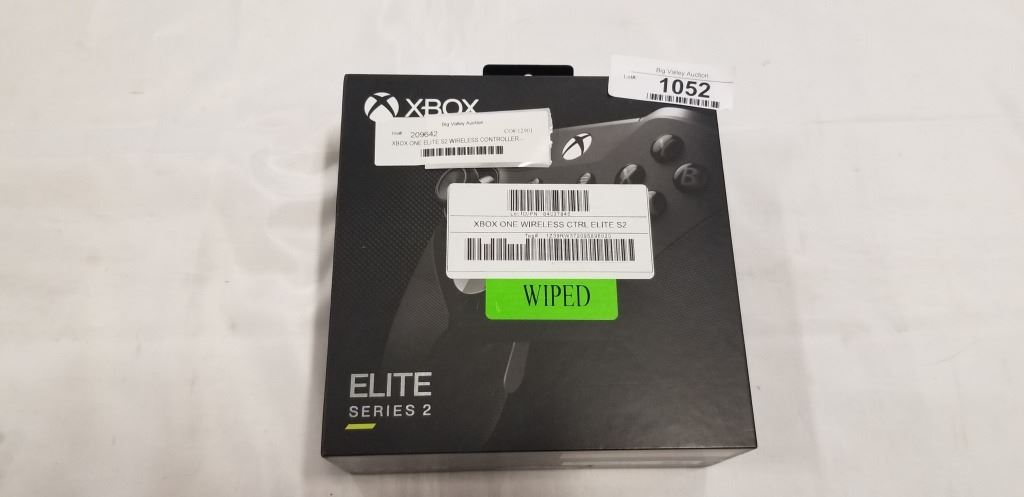 Big Valley Auction
Lot#:
1052
XBOX
Big Valley Auction
209642
XBOX ONE ELITE S2 WIRELESS CONTROLLER---
B
XBOX ONE WIRELESS CTRL ELITE S2
Tag#
WIPED
ELITE
SERIES 2